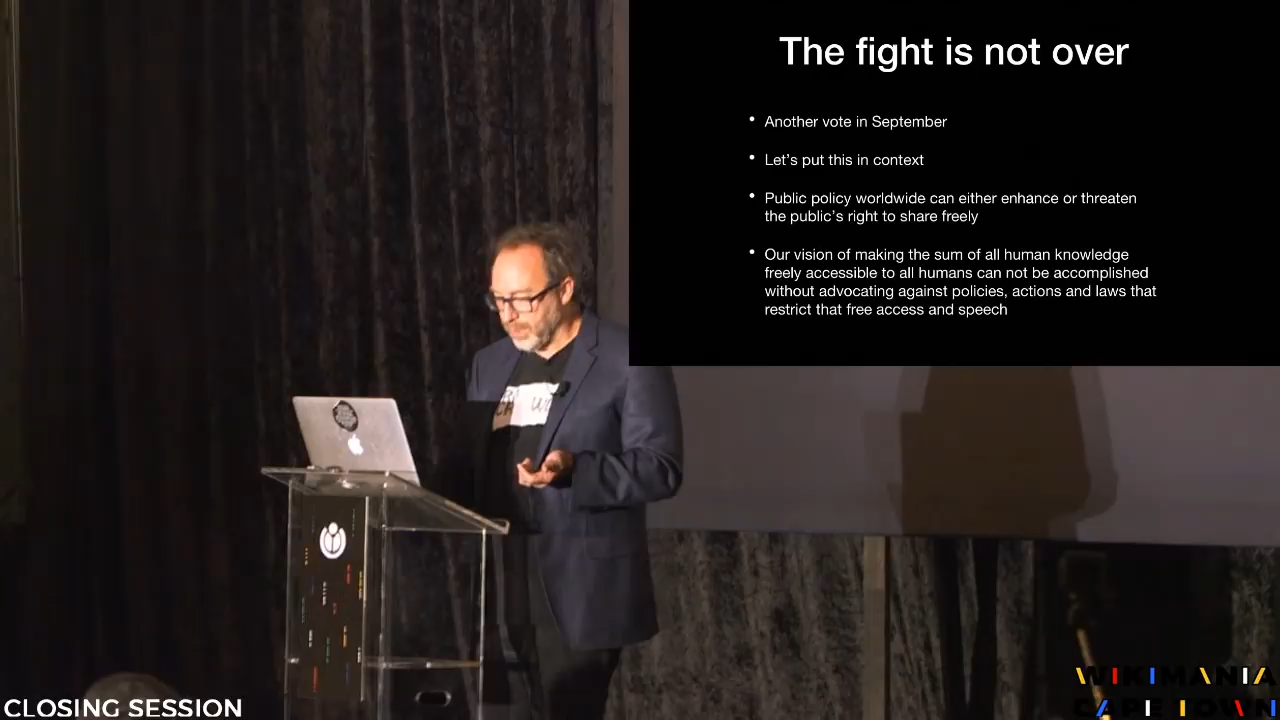 The fight is not over
• Another vote in September
• Let's put this in context
• Public policy worldwide can either enhance or threaten
the public's right to share freely
• Our vision of making the sum of all human knowledge
freely accessible to all humans can not be accomplished
without advocating against policies, actions and laws that
restrict that free access and speech
CLOSING SESSION
WIKIMANIA
CAPE TOWN